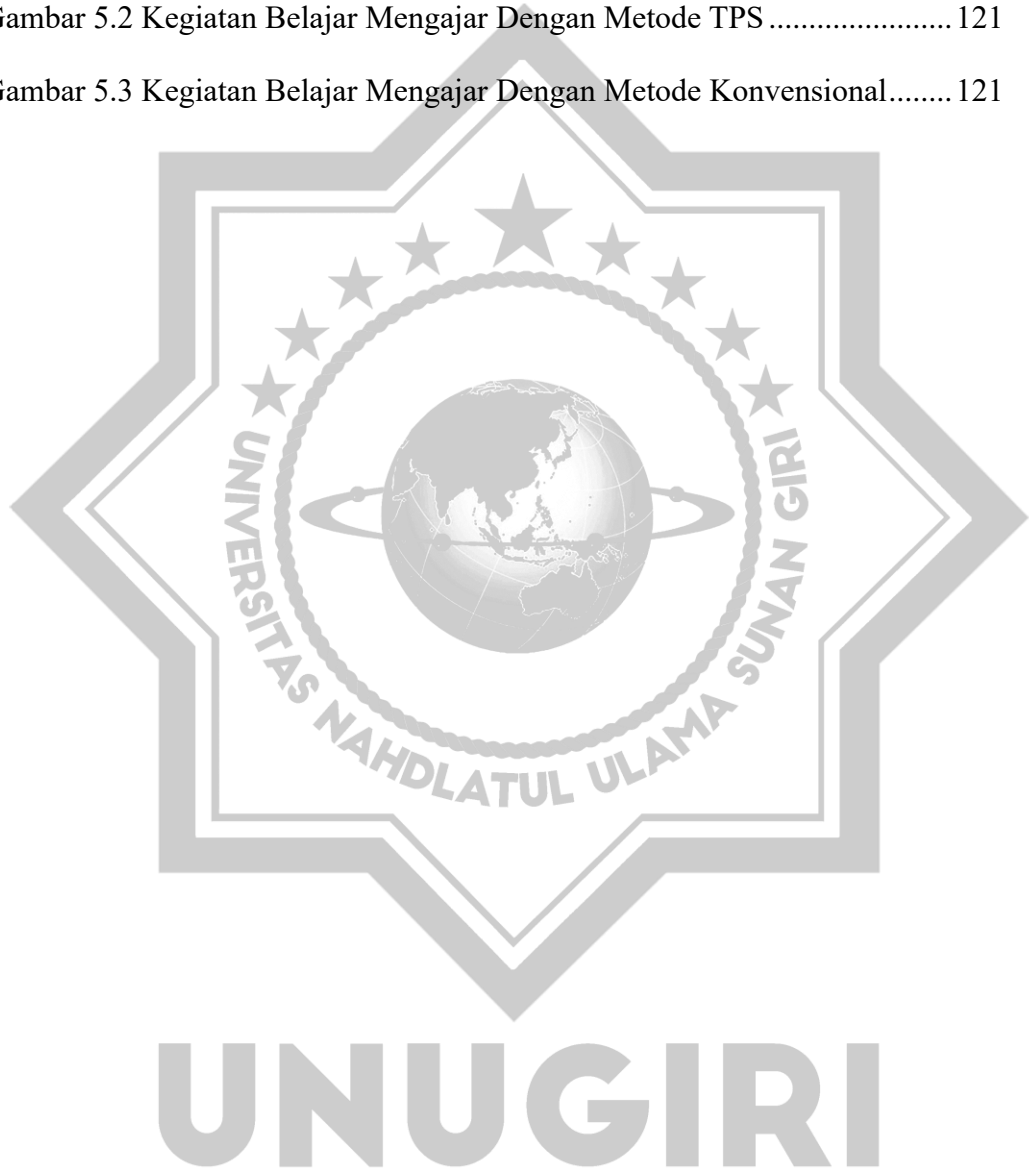 Gambar 5.2 Kegiatan Belajar Mengajar Dengan Metode TPS ....................... 121
Gambar 5.3 Kegiatan Belajar Mengajar Dengan Metode Konvensional........ 121
UNIVERSITAS NAHDLATUL ULAMA SUNAN GIRI
UNUGIRI